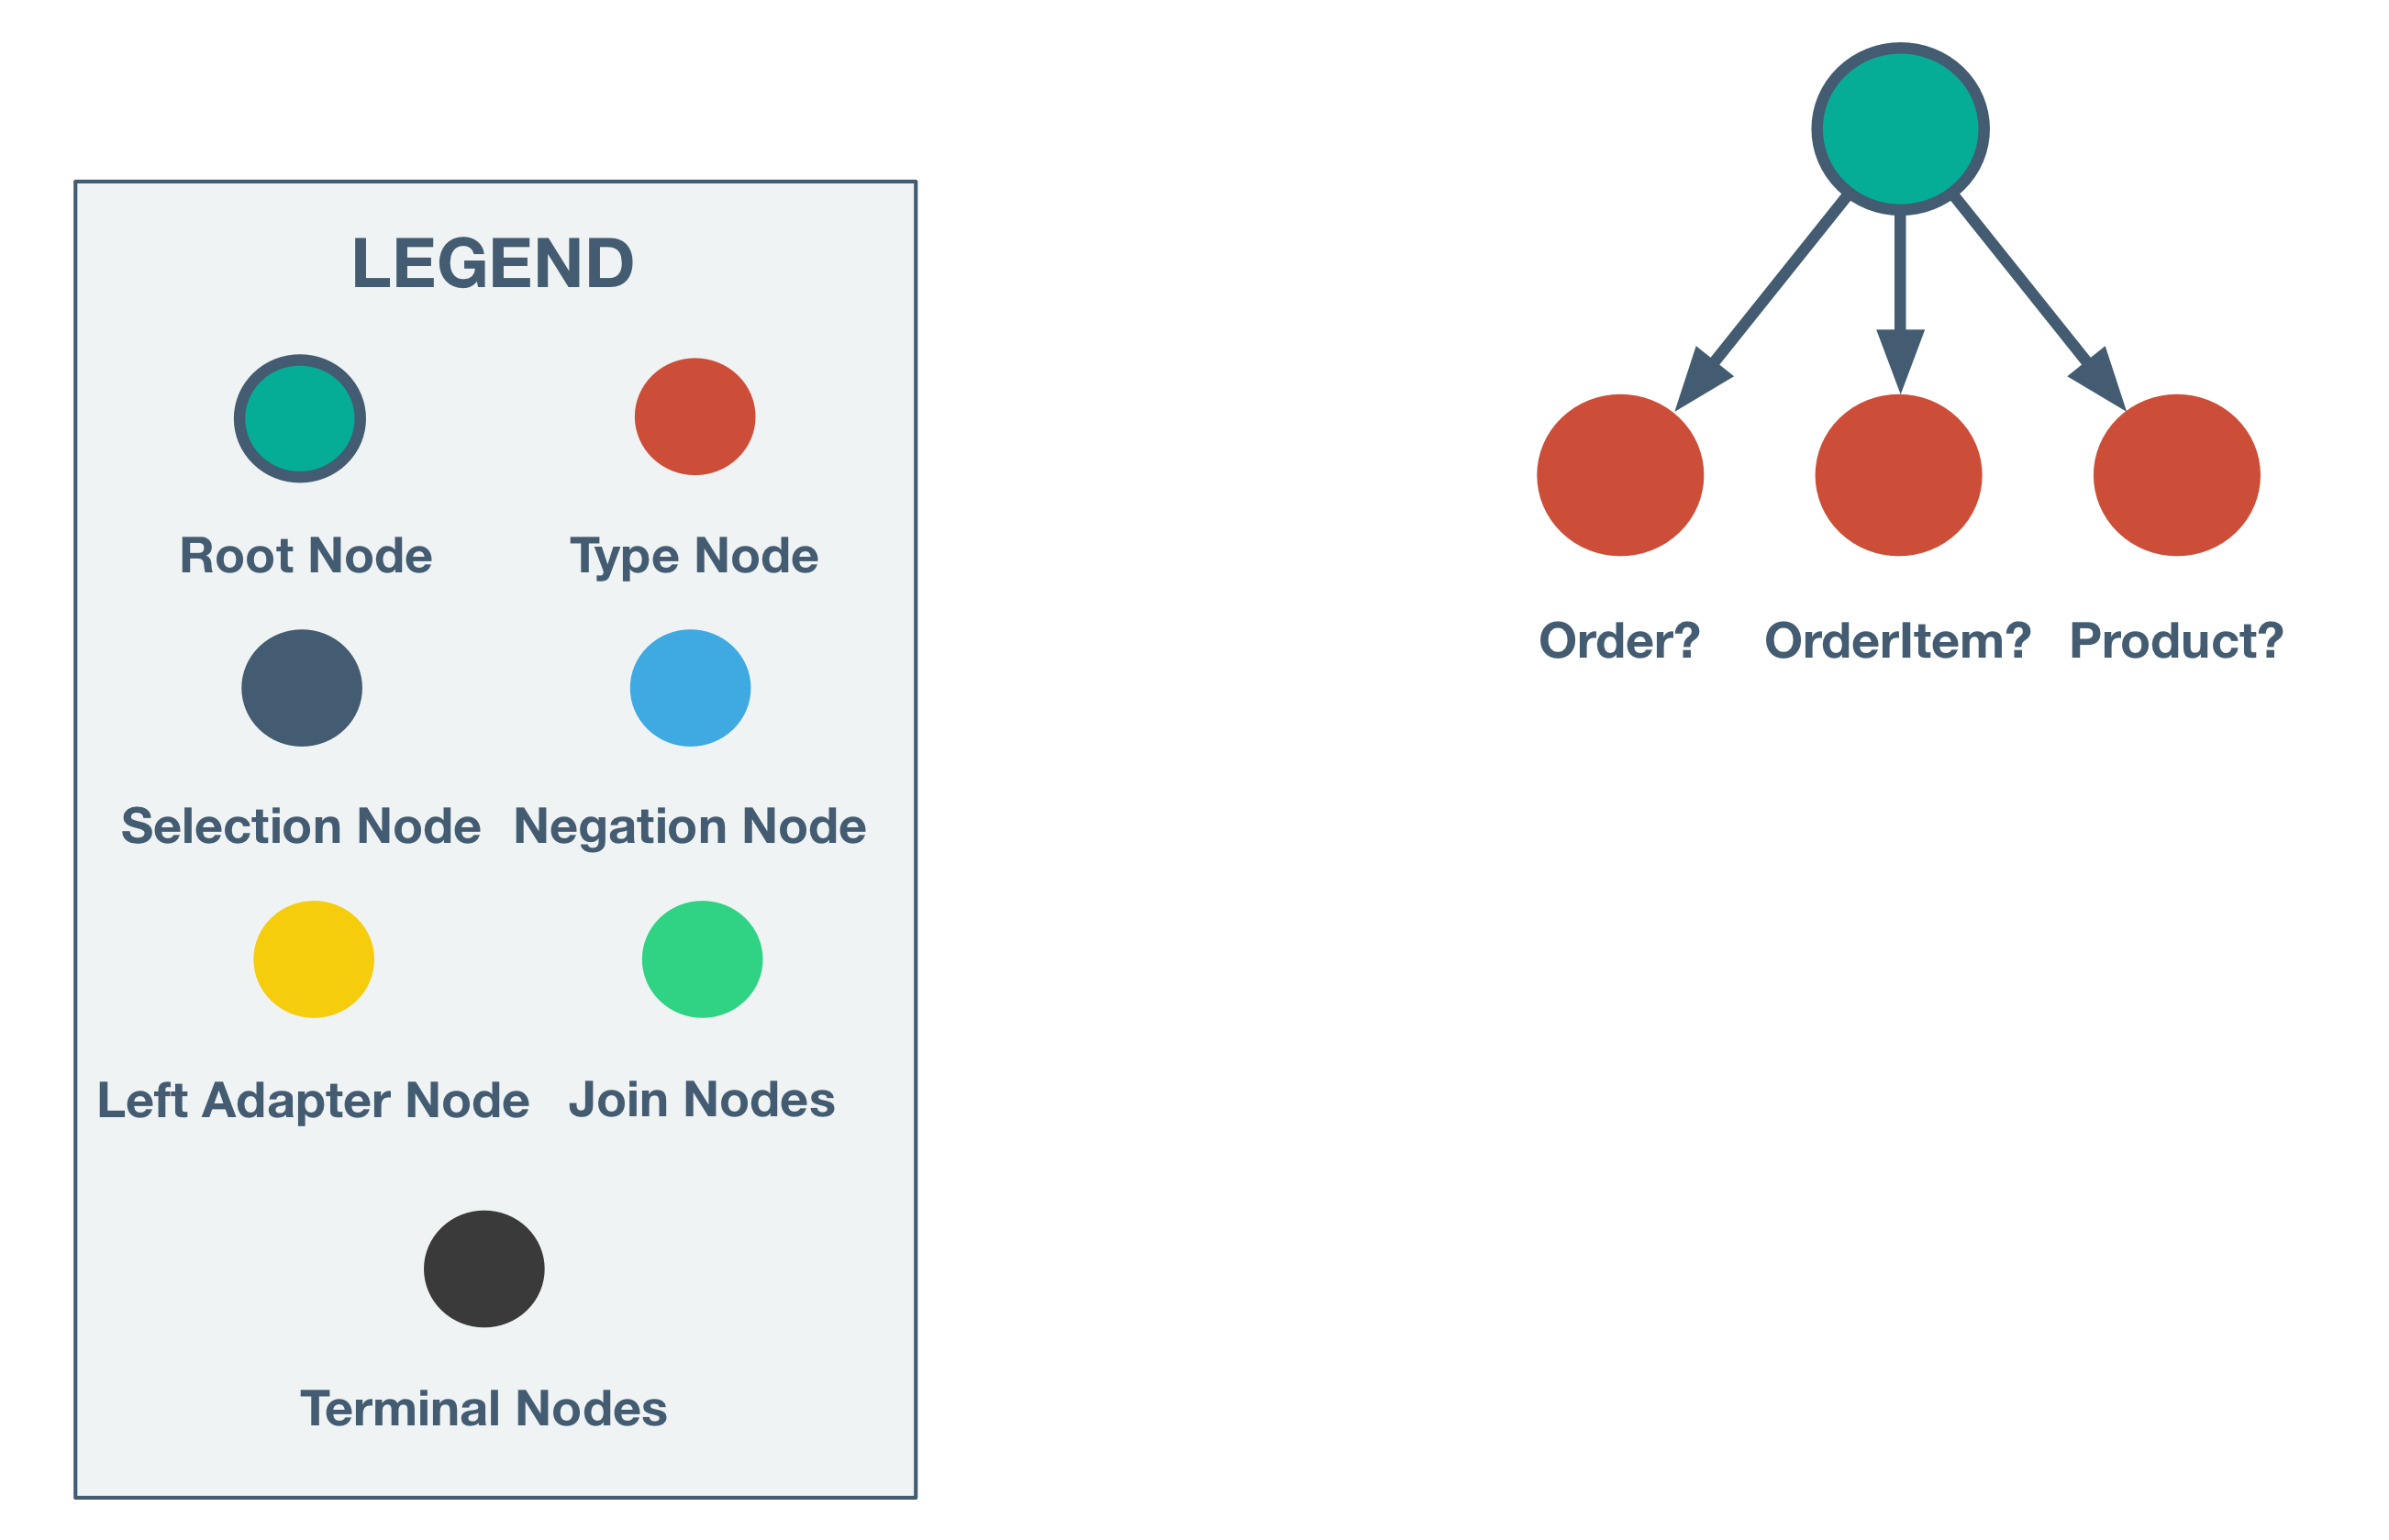 LEGEND
Root Node
Type Node
Selection Node
Negation Node
Left Adapter Node
Join Nodes
Terminal Nodes
Order?
OrderItem?
Product?